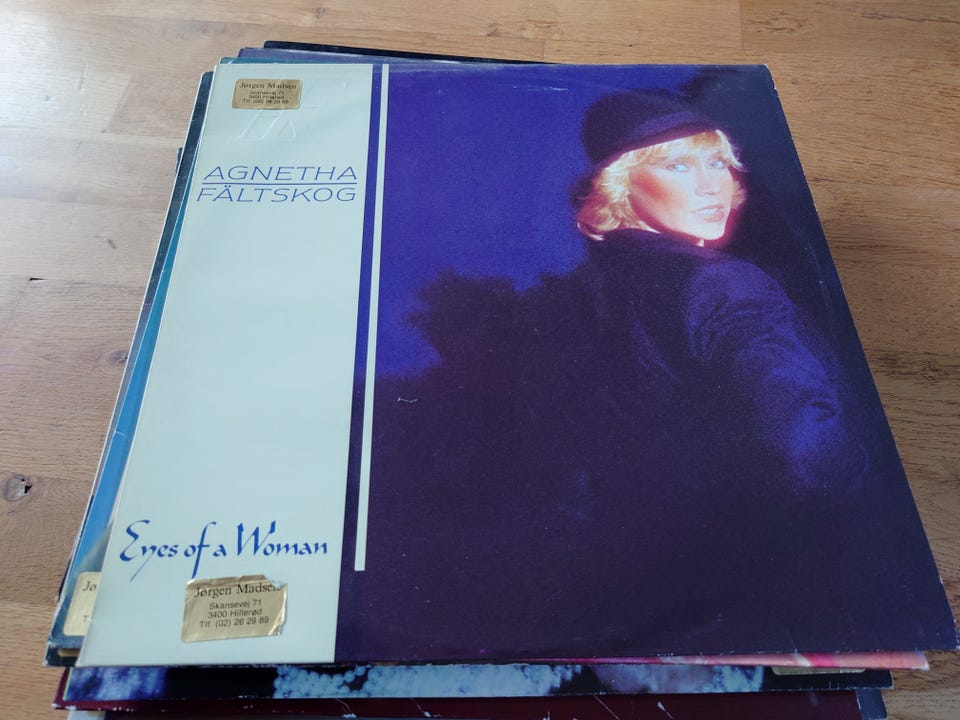 Jørgen Madsen
Skansevej 71
3400 Hillerød
Tlf. (02) 26 29 89
AGNETHA
FÄLTSKOG
Eyes of a Woman
Jørgen Madsen
Skansevej 71
3400 Hillerød
Tlf. (02) 26 29 89
Jø
T